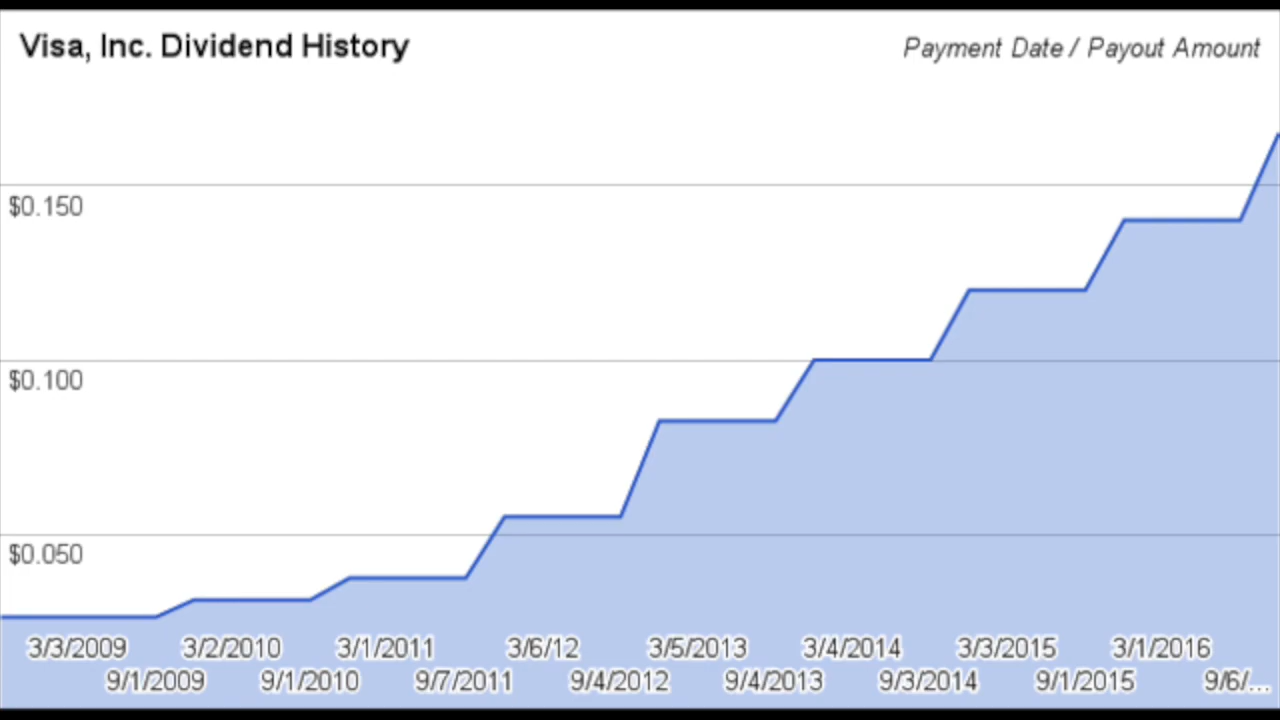 Visa, Inc. Dividend History
Payment Date / Payout Amount
$0.150
$0.100
$0.050
3/3/2009 3/2/2010 3/1/2011 3/6/12 3/5/2013 3/4/2014 3/3/2015 3/1/2016
9/1/2009 9/1/2010 9/7/2011 9/4/2012 9/4/2013 9/3/2014 9/1/2015 9/6/...